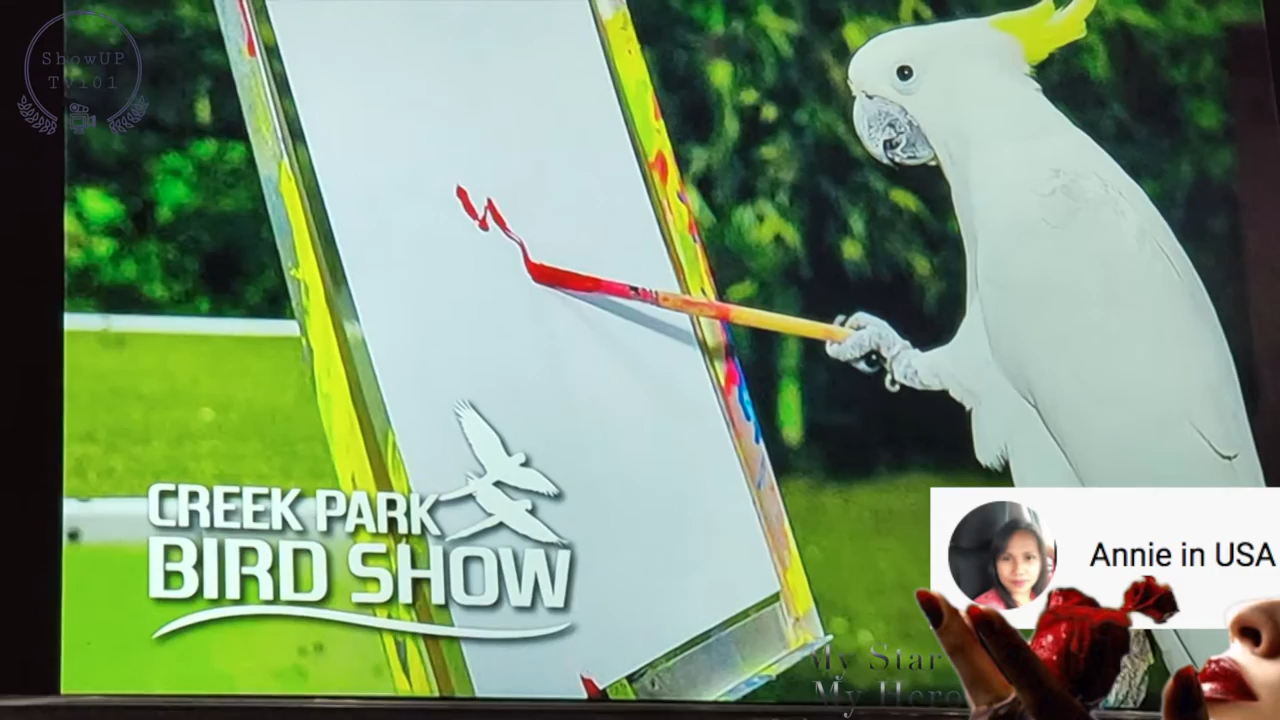 ShowUP
TV101
CREEK PARK
BIRD SHOW
Annie in USA
My Star
My Hero